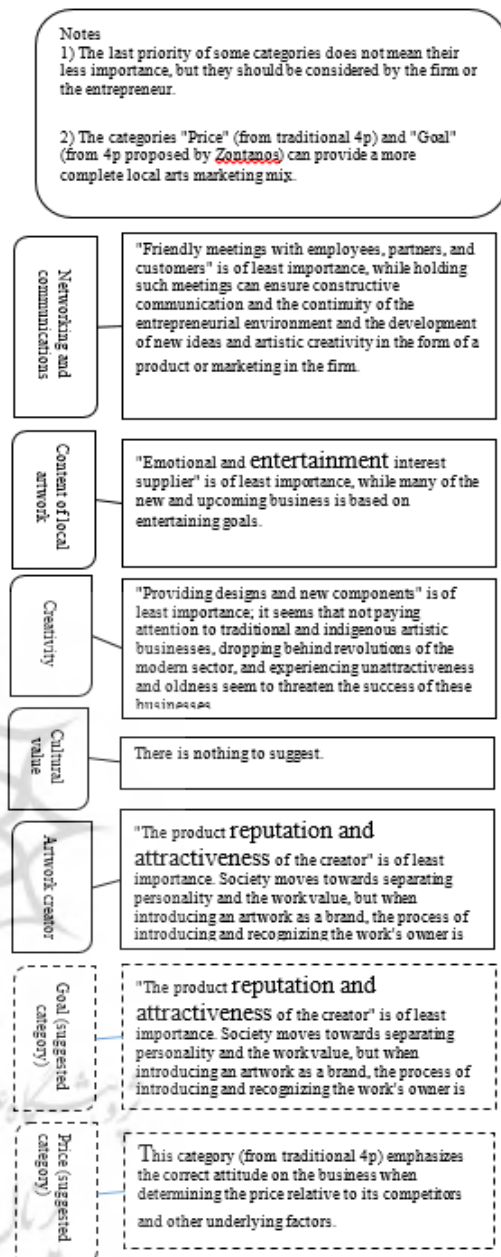 Notes
1) The last priority of some categories does not mean their
less importance, but they should be considered by the firm or
the entrepreneur.
2) The categories "Price" (from traditional 4p) and "Goal"
(from 4p proposed by Zontanos) can provide a more
complete local arts marketing mix.
Networking and
communications
"Friendly meetings with employees, partners, and
customers" is of least importance, while holding
such meetings can ensure constructive
communication and the continuity of the
entrepreneurial environment and the development
of new ideas and artistic creativity in the form of a
product or marketing in the firm.
Content of local
artwork
"Emotional and entertainment interest
supplier" is of least importance, while many of the
new and upcoming business is based on
entertaining goals.
Creativity
"Providing designs and new components" is of
least importance; it seems that not paying
attention to traditional and indigenous artistic
businesses, dropping behind revolutions of the
modern sector, and experiencing unattractiveness
and oldness seem to threaten the success of these
businesses
Cultural
value
There is nothing to suggest.
Artwork creator
"The product reputation and
attractiveness of the creator" is of least
importance. Society moves towards separating
personality and the work value, but when
introducing an artwork as a brand, the process of
introducing and recognizing the work's owner is
Goal (suggested
category)
"The product reputation and
attractiveness of the creator" is of least
importance. Society moves towards separating
personality and the work value, but when
introducing an artwork as a brand, the process of
introducing and recognizing the work's owner is
Price (suggested
category)
This category (from traditional 4p) emphasizes
the correct attitude on the business when
determining the price relative to its competitors
and other underlying factors.